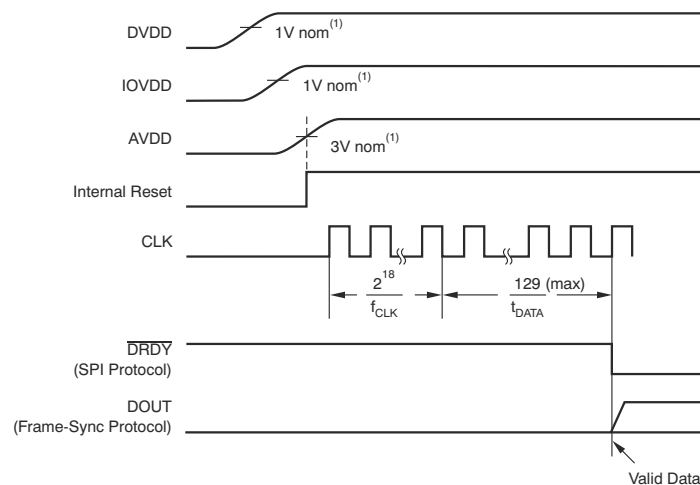 DVDD
1V nom(1)
IOVDD
1V nom(1)
AVDD
3V nom(1)
Internal Reset
CLK
2^18
f_CLK
129 (max)
t_DATA
DRDY
(SPI Protocol)
DOUT
(Frame-Sync Protocol)
Valid Data